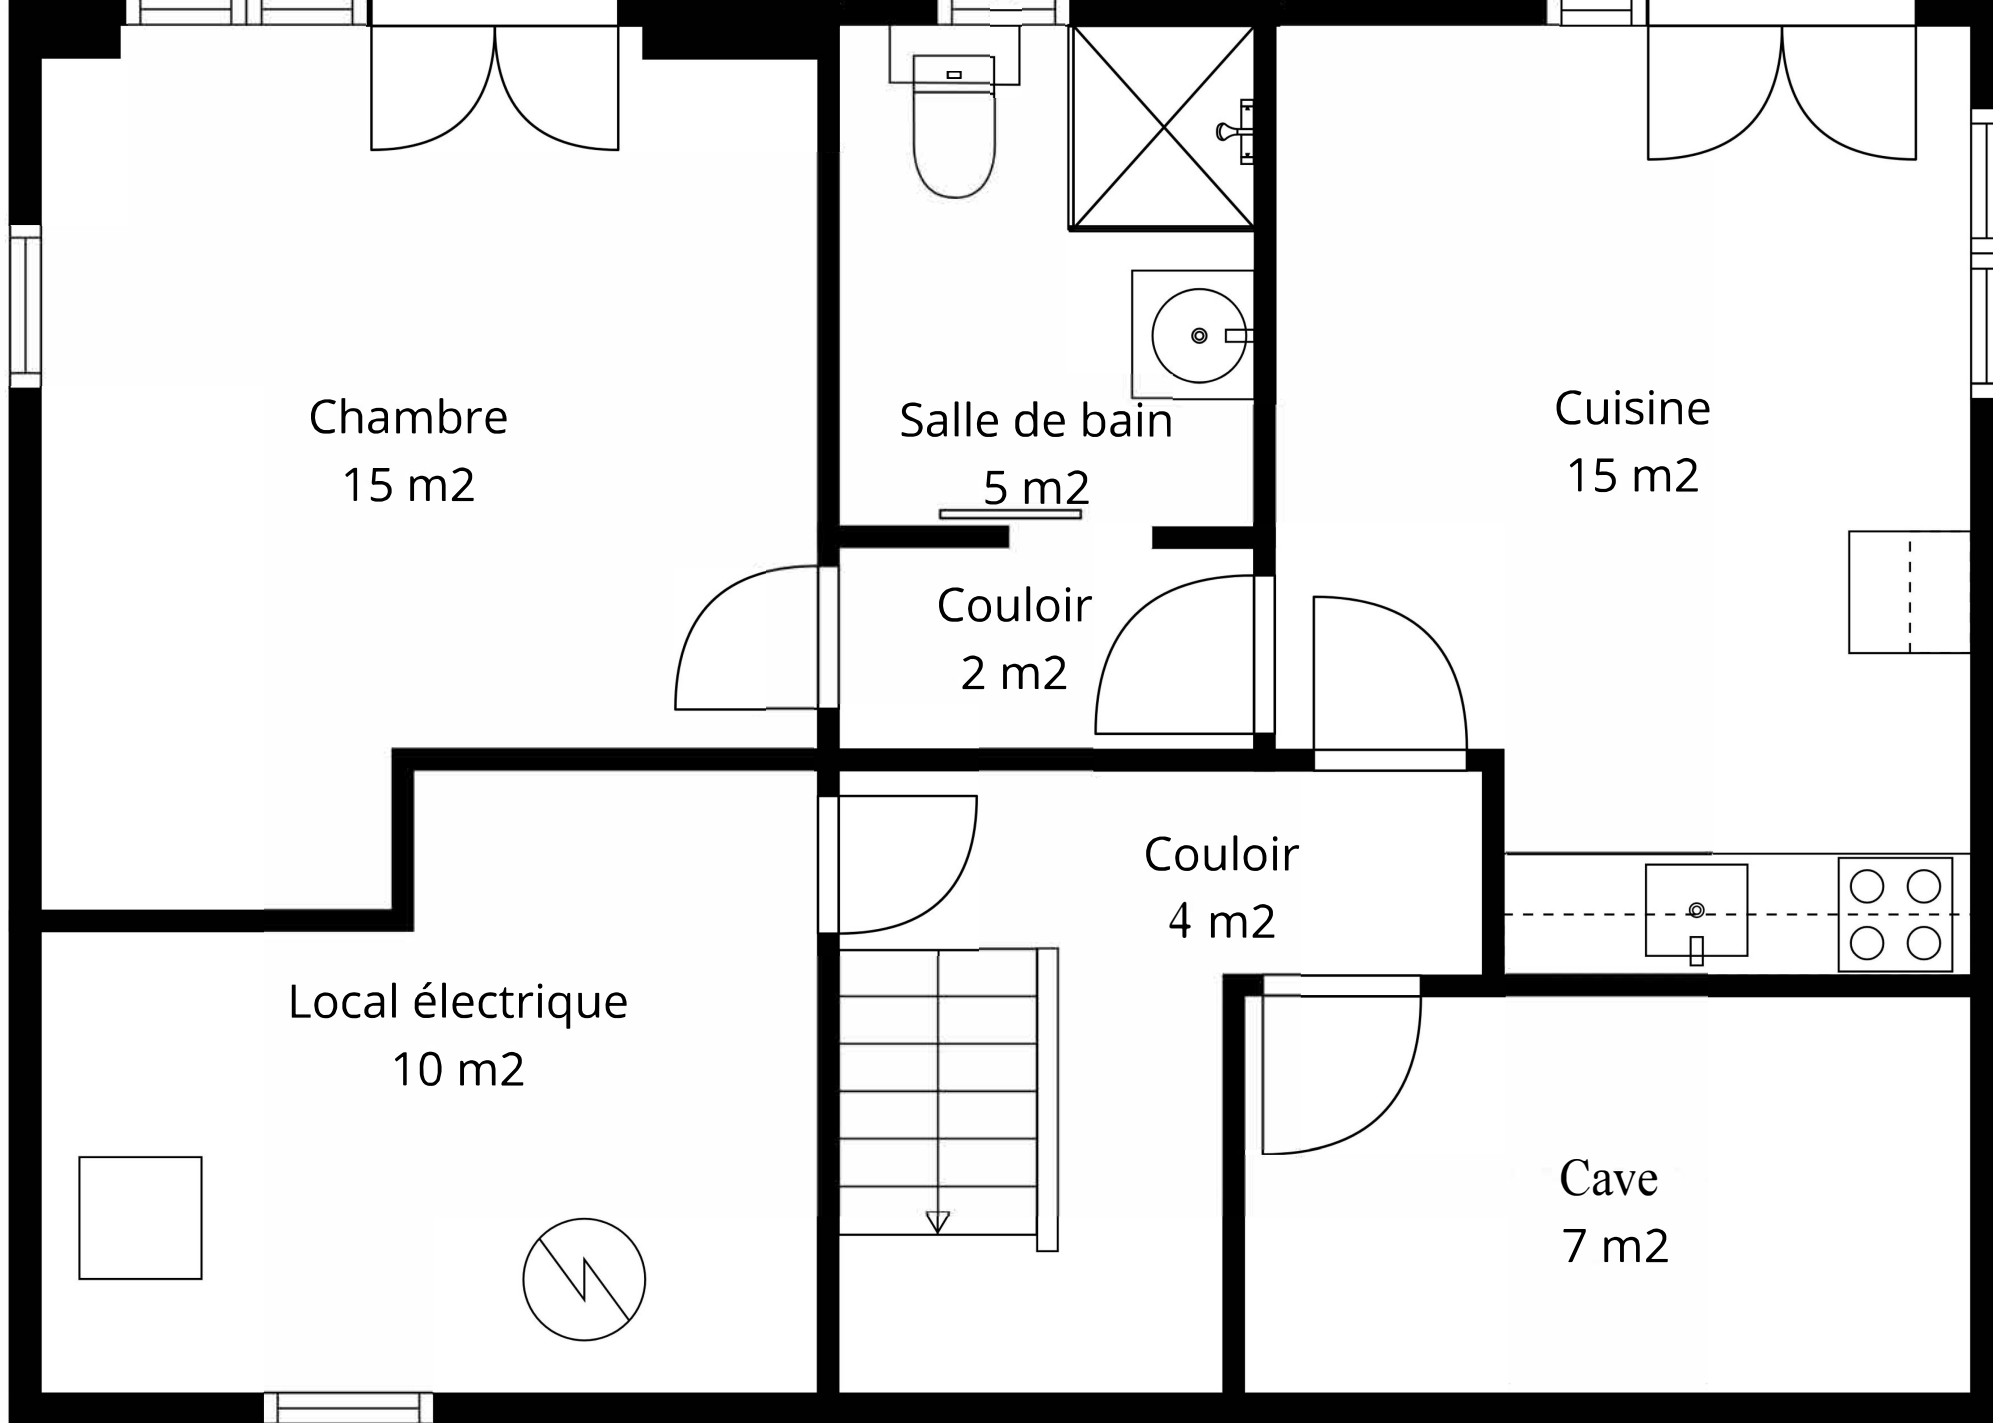 Chambre
15 m2
Salle de bain
5 m2
Cuisine
15 m2
Couloir
2 m2
Couloir
4 m2
Local électrique
10 m2
Cave
7 m2